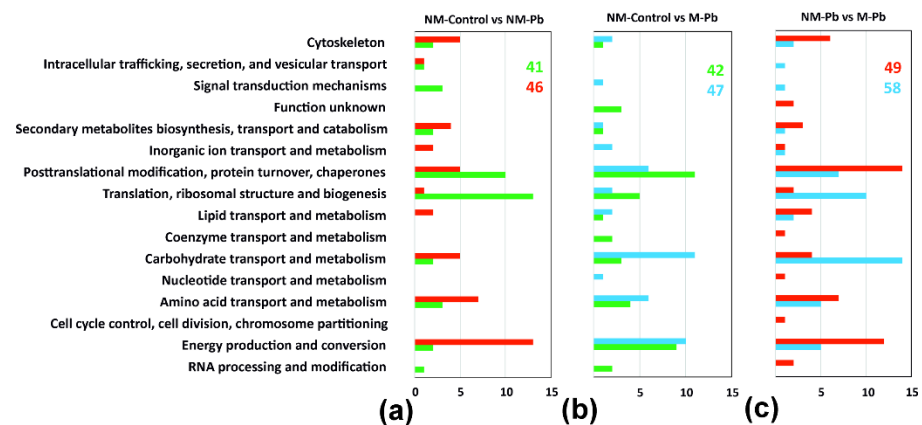 NM-Control vs NM-Pb NM-Control vs M-Pb NM-Pb vs M-Pb
Cytoskeleton
Intracellular trafficking, secretion, and vesicular transport 41 42 49
Signal transduction mechanisms 46 47 58
Function unknown
Secondary metabolites biosynthesis, transport and catabolism
Inorganic ion transport and metabolism
Posttranslational modification, protein turnover, chaperones
Translation, ribosomal structure and biogenesis
Lipid transport and metabolism
Coenzyme transport and metabolism
Carbohydrate transport and metabolism
Nucleotide transport and metabolism
Amino acid transport and metabolism
Cell cycle control, cell division, chromosome partitioning
Energy production and conversion
RNA processing and modification
0 5 10 15 0 5 10 15 0 5 10 15
(a) (b) (c)